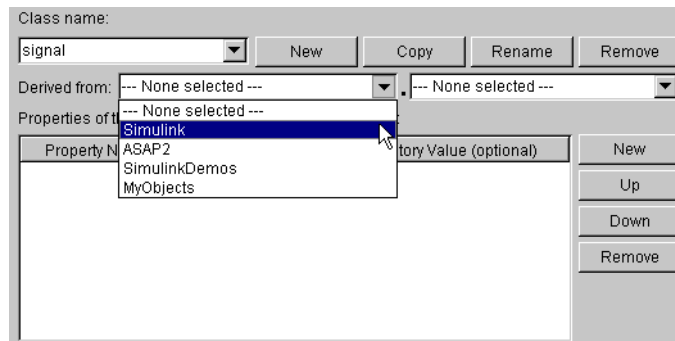 Class name:
signal New Copy Rename Remove
Derived from: --- None selected --- . --- None selected ---
--- None selected ---
Properties of t
Simulink
Property N ASAP2 tory Value (optional) New
SimulinkDemos
MyObjects Up
Down
Remove